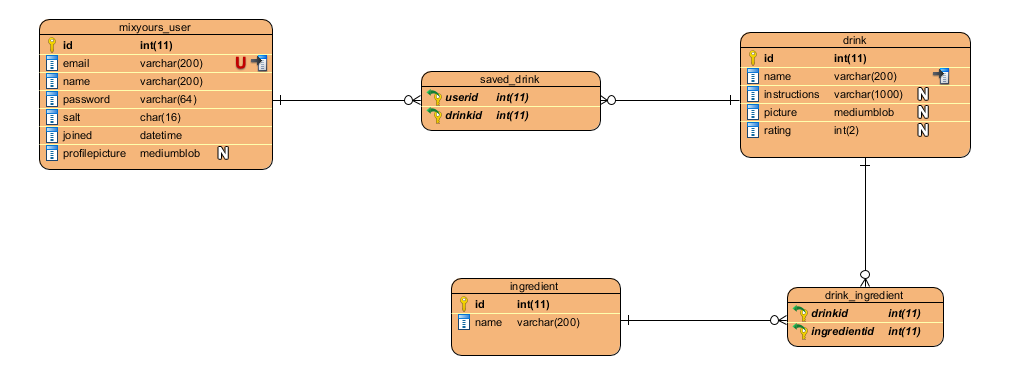 mixyours_user
id int(11)
email varchar(200) U
name varchar(200)
password varchar(64)
salt char(16)
joined datetime
profilepicture mediumblob N
saved_drink
userid int(11)
drinkid int(11)
drink
id int(11)
name varchar(200)
instructions varchar(1000) N
picture mediumblob N
rating int(2) N
ingredient
id int(11)
name varchar(200)
drink_ingredient
drinkid int(11)
ingredientid int(11)